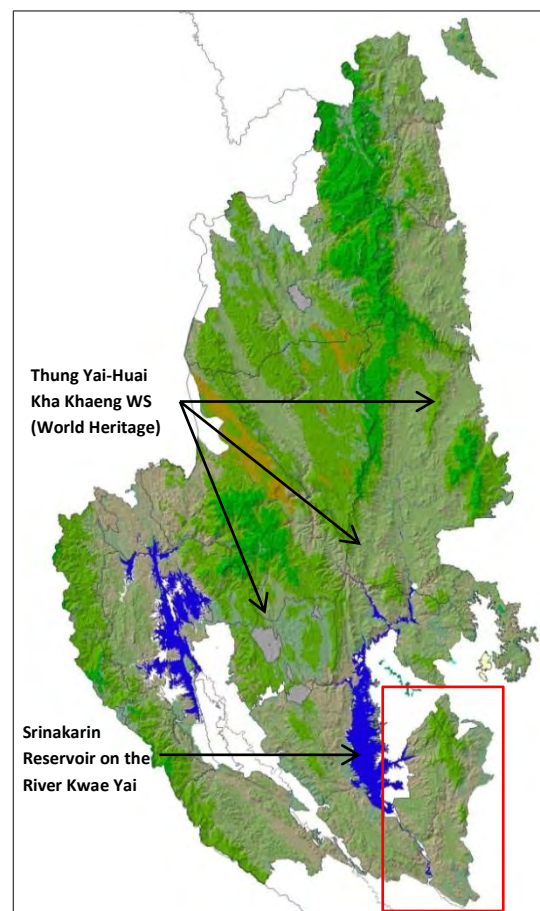 Thung Yai-Huai
Kha Khaeng WS
(World Heritage)
Srinakarin
Reservoir on the
River Kwae Yai